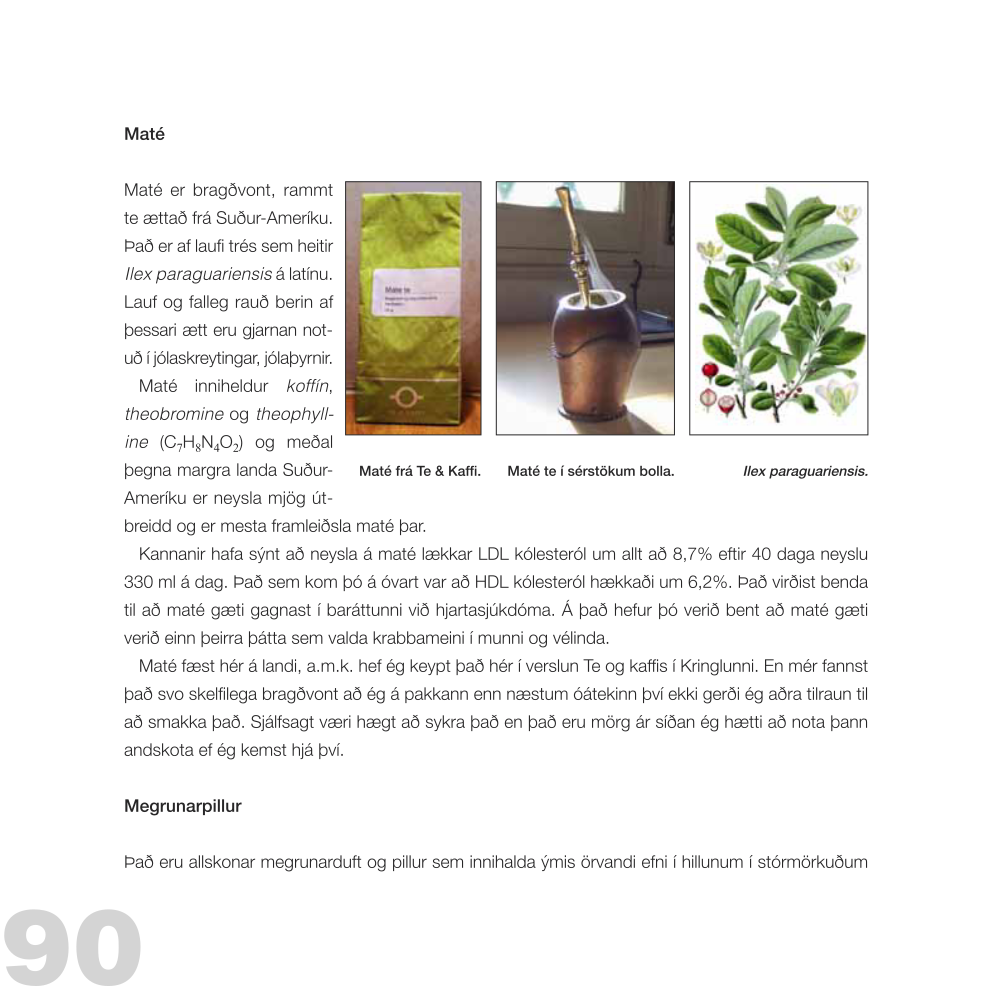 Maté
Maté er bragðvont, rammt
te ættað frá Suður-Ameríku.
Það er af laufi trés sem heitir
Ilex paraguariensis á latínu.
Lauf og falleg rauð berin af
þessari ætt eru gjarnan not-
uð í jólaskreytingar, jólaþyrnir.
Maté inniheldur koffín,
theobromine og theophyll-
ine (C₇H₈N₄O₂) og meðal
þegna margra landa Suður-
Ameríku er neysla mjög út-
breidd og er mesta framleiðsla maté þar.
Mate te
Maté frá Te & Kaffi.
Maté te í sérstökum bolla.
Ilex paraguariensis.
Kannanir hafa sýnt að neysla á maté lækkar LDL kólesteról um allt að 8,7% eftir 40 daga neyslu
330 ml á dag. Það sem kom þó á óvart var að HDL kólesteról hækkaði um 6,2%. Það virðist benda
til að maté gæti gagnast í baráttunni við hjartasjúkdóma. Á það hefur þó verið bent að maté gæti
verið einn þeirra þátta sem valda krabbameini í munni og vélinda.
Maté fæst hér á landi, a.m.k. hef ég keypt það hér í verslun Te og kaffis í Kringlunni. En mér fannst
það svo skelfilega bragðvont að ég á pakkann enn næstum óátekinn því ekki gerði ég aðra tilraun til
að smakka það. Sjálfsagt væri hægt að sykra það en það eru mörg ár síðan ég hætti að nota þann
andskota ef ég kemst hjá því.
Megrunarpillur
Það eru allskonar megrunarduft og pillur sem innihalda ýmis örvandi efni í hillunum í stórmörkuðum
90